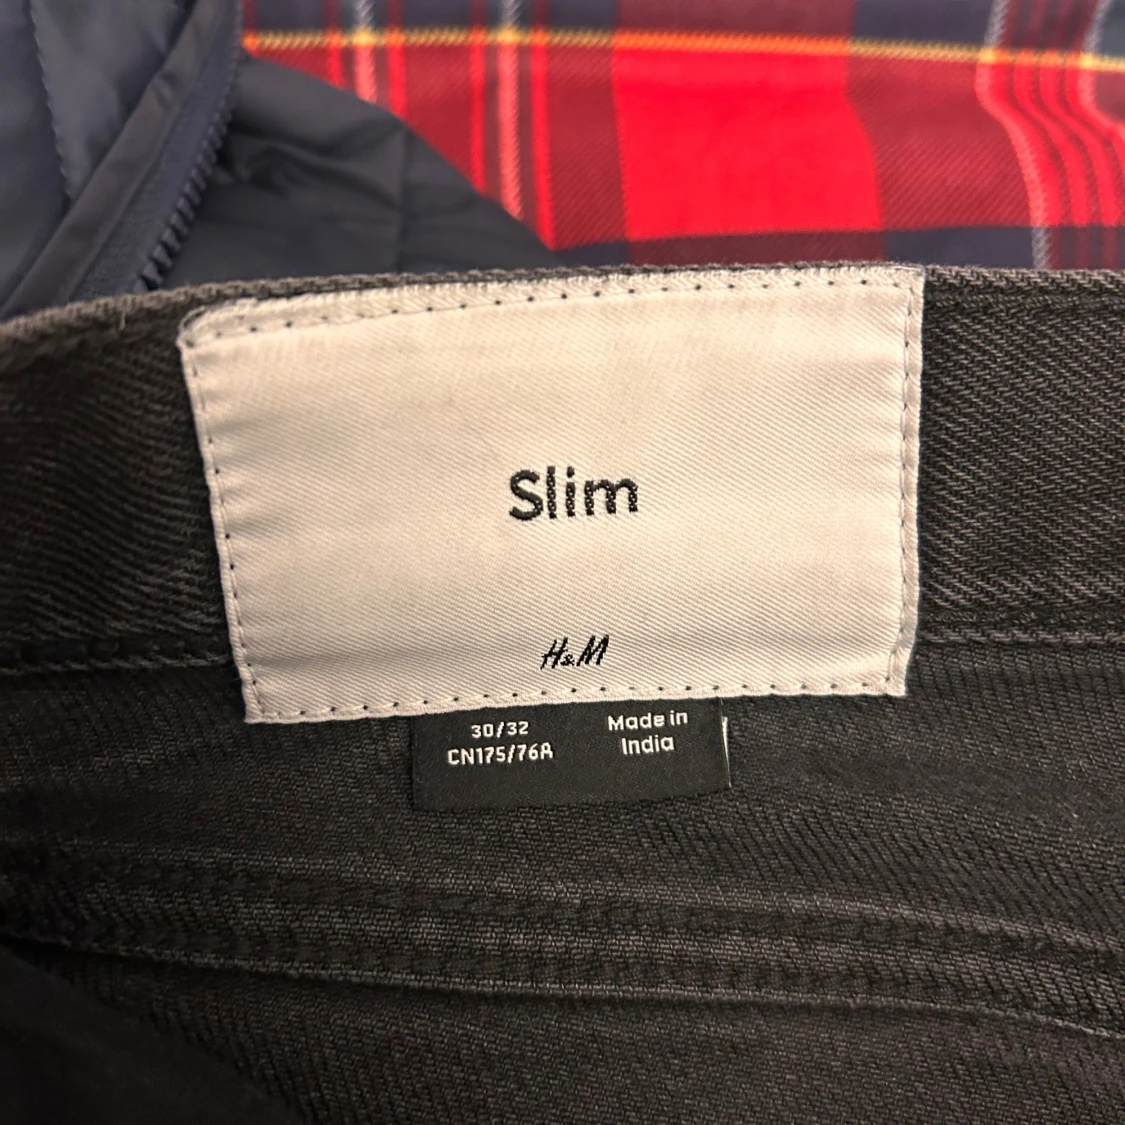 Slim
H&M
30/32
CN175/76A
Made in
India